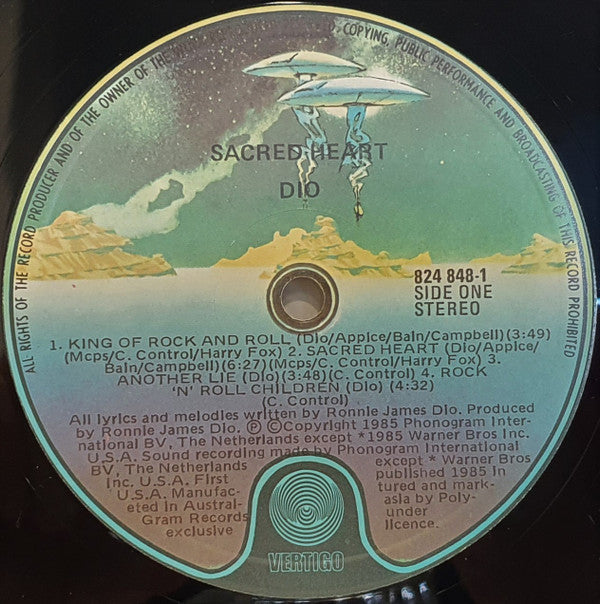 ALL RIGHTS OF THE RECORD PRODUCER AND OF THE OWNER OF THE COPYING, PUBLIC PERFORMANCE AND BROADCASTING OF THIS RECORD PROHIBITED
SACRED HEART
DIO
824 848-1
SIDE ONE
STEREO
1. KING OF ROCK AND ROLL (Dio/Appice/Bain/Campbell)(3:49)
(Mcps/C. Control/Harry Fox) 2. SACRED HEART (Dio/Appice/
Bain/Campbell)(6:27)(Mcps/C. Control/Harry Fox) 3.
ANOTHER LIE (Dio)(3:48)(C. Control) 4. ROCK
'N' ROLL CHILDREN (Dio) (4:32)
(C. Control)
All lyrics and melodies written by Ronnie James Dio. Produced
by Ronnie James Dio. ℗ ©Copyright 1985 Phonogram Inter-
national BV, The Netherlands except *1985 Warner Bros Inc.
U.S.A. Sound recording made by Phonogram International
BV, The Netherlands except * Warner Bros
Inc. U.S.A. First published 1985 in
U.S.A. Manufac- tured and mark-
eted in Austral- asia by Poly-
Gram Records under
exclusive licence.
VERTIGO